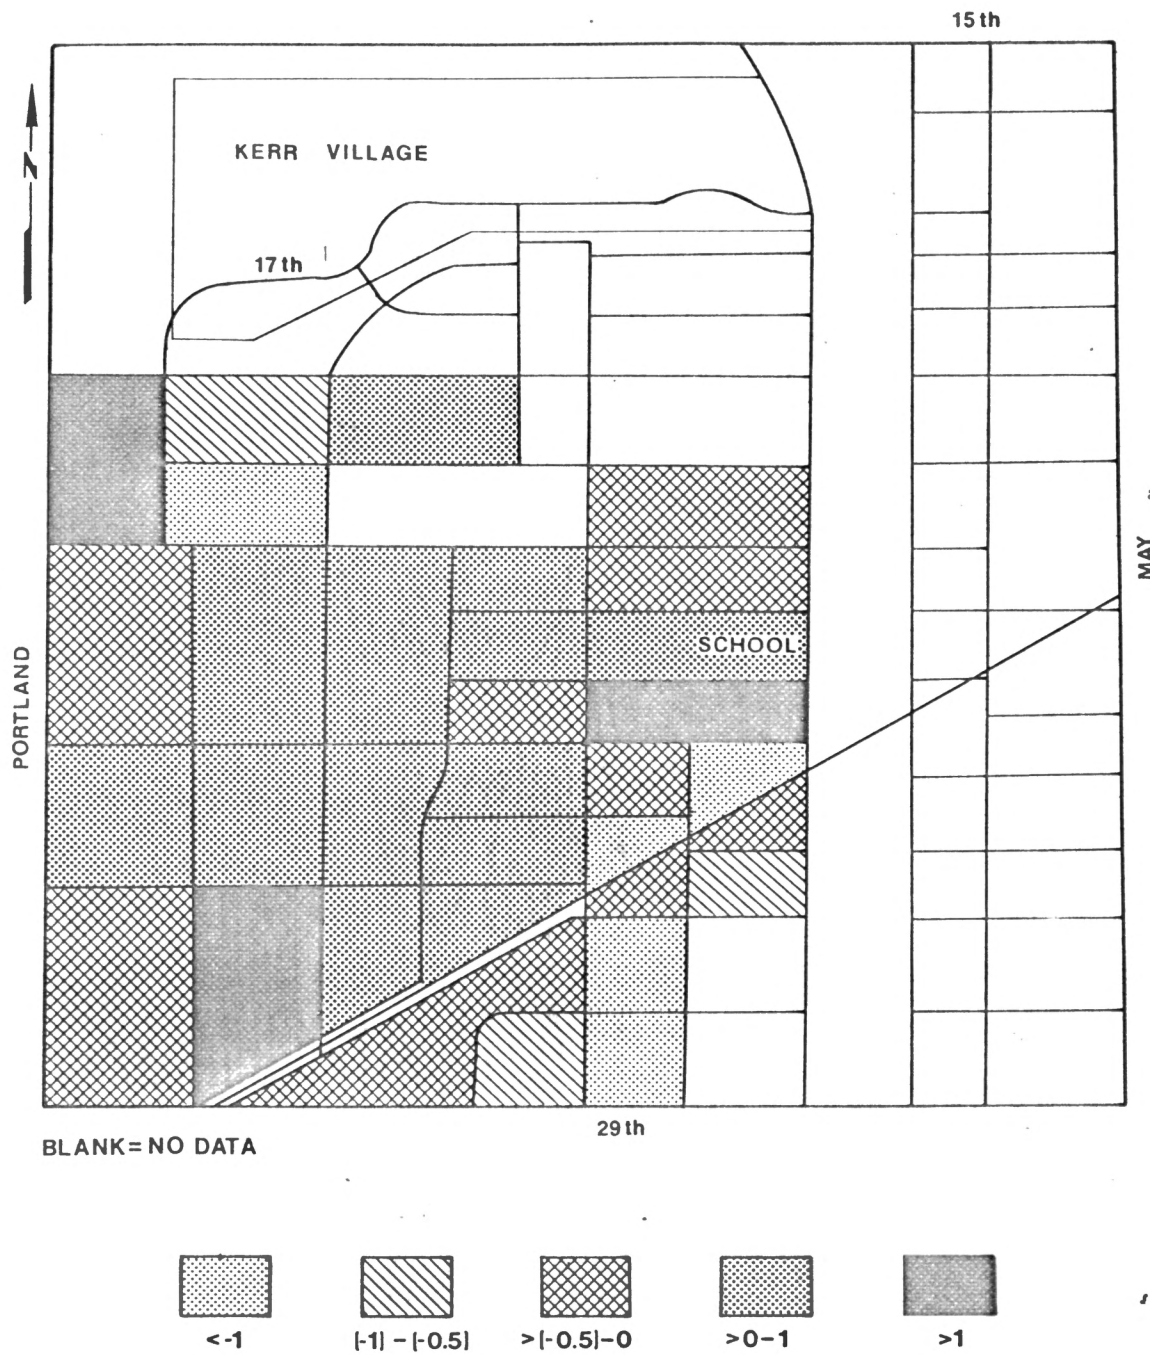 15th
N
KERR VILLAGE
17th
MAY
SCHOOL
PORTLAND
29th
BLANK=NO DATA
<-1
(-1)-(-0.5)
>(-0.5)-0
>0-1
>1